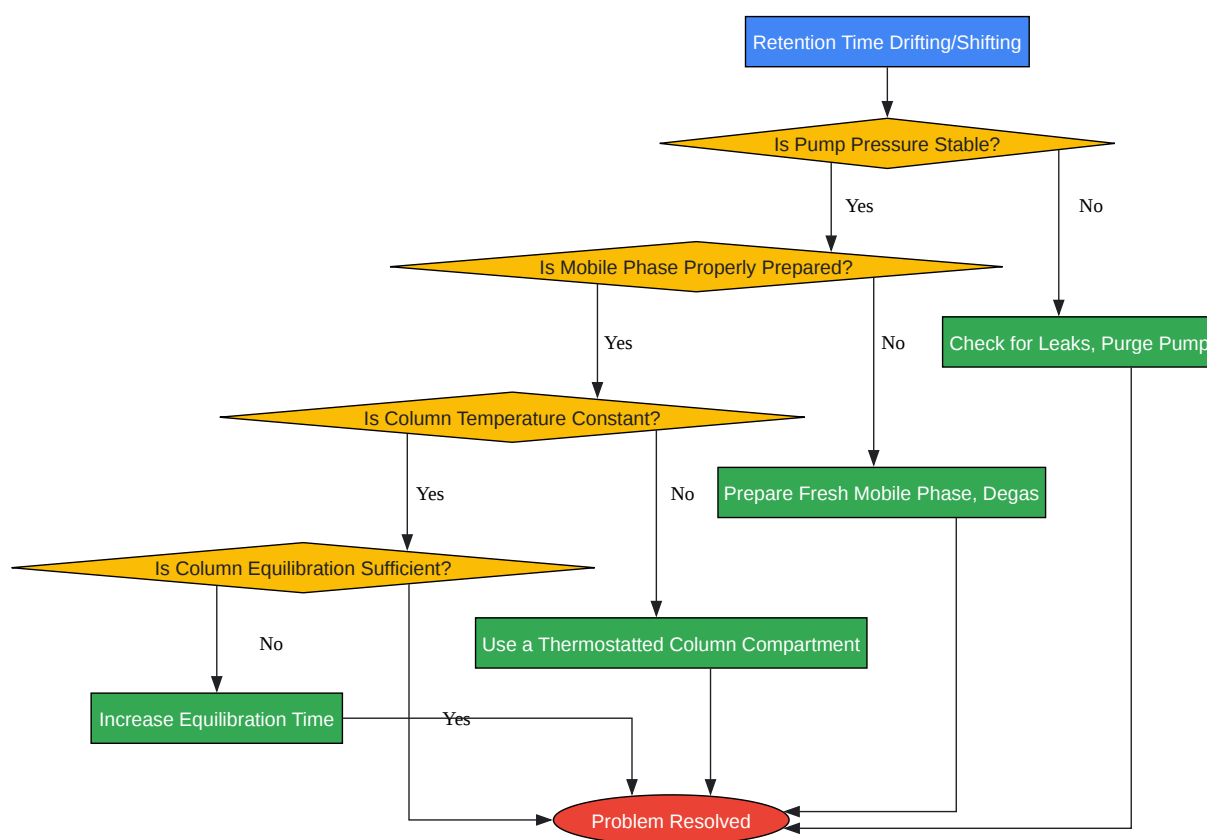 Retention Time Drifting/Shifting
Is Pump Pressure Stable?
Yes
No
Is Mobile Phase Properly Prepared?
Yes
No
Check for Leaks, Purge Pump
Is Column Temperature Constant?
Yes
No
Prepare Fresh Mobile Phase, Degas
Is Column Equilibration Sufficient?
No
Use a Thermostatted Column Compartment
Increase Equilibration Time
Yes
Problem Resolved